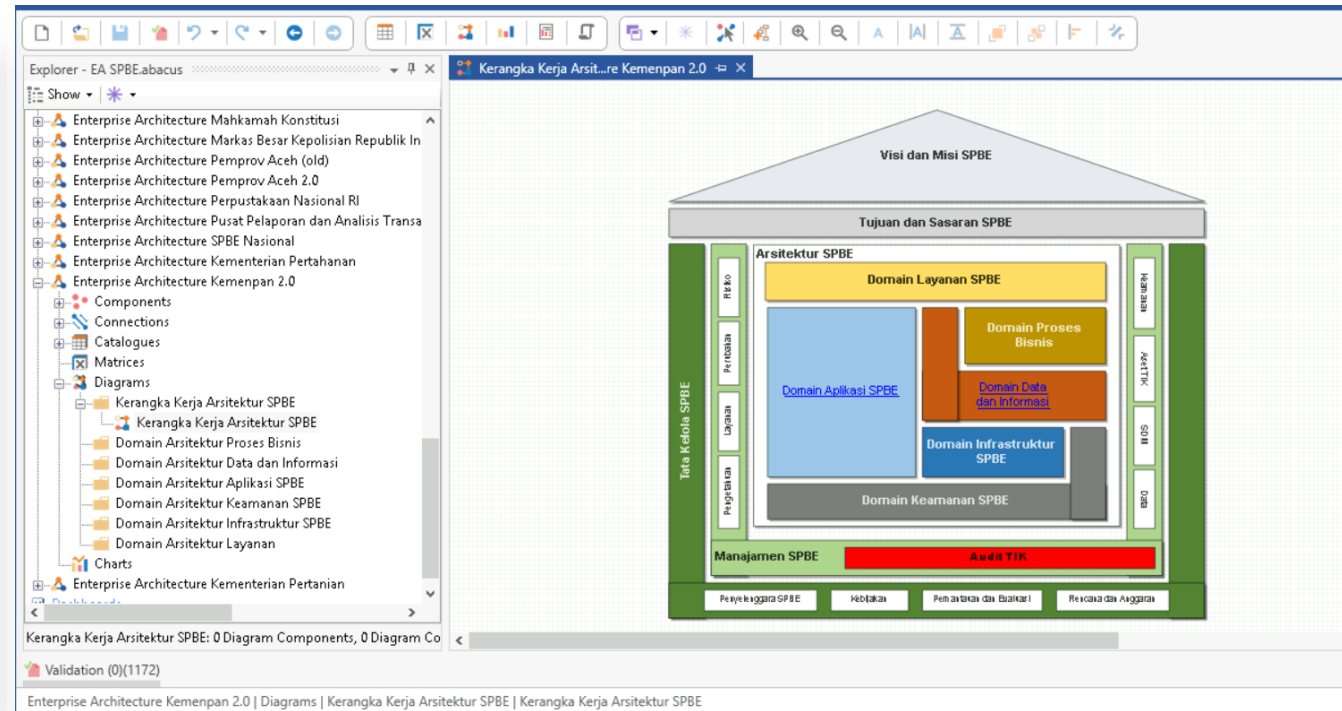 Explorer - EA SPBE.abacus
Kerangka Kerja Arsit...re Kemenpan 2.0
Show
Enterprise Architecture Mahkamah Konstitusi
Enterprise Architecture Markas Besar Kepolisian Republik In
Enterprise Architecture Pemprov Aceh (old)
Enterprise Architecture Pemprov Aceh 2.0
Enterprise Architecture Perpustakaan Nasional RI
Enterprise Architecture Pusat Pelaporan dan Analisis Transa
Enterprise Architecture SPBE Nasional
Enterprise Architecture Kementerian Pertahanan
Enterprise Architecture Kemenpan 2.0
Components
Connections
Catalogues
Matrices
Diagrams
Kerangka Kerja Arsitektur SPBE
Kerangka Kerja Arsitektur SPBE
Domain Arsitektur Proses Bisnis
Domain Arsitektur Data dan Informasi
Domain Arsitektur Aplikasi SPBE
Domain Arsitektur Keamanan SPBE
Domain Arsitektur Infrastruktur SPBE
Domain Arsitektur Layanan
Charts
Enterprise Architecture Kementerian Pertanian
Dashboards
Kerangka Kerja Arsitektur SPBE: 0 Diagram Components, 0 Diagram Co
Visi dan Misi SPBE
Tujuan dan Sasaran SPBE
Tata Kelola SPBE
Risiko
Perubahan
Layanan
Pengetahuan
Arsitektur SPBE
Domain Layanan SPBE
Domain Aplikasi SPBE
Domain Proses
Bisnis
Domain Data
dan Informasi
Domain Infrastruktur
SPBE
Domain Keamanan SPBE
Keamanan
Aset TIK
SDM
Data
Manajamen SPBE
Audit TIK
Penyelenggara SPBE
Kebijakan
Pemantauan dan Evaluasi
Rencana dan Anggaran
Validation (0)(1172)
Enterprise Architecture Kemenpan 2.0 | Diagrams | Kerangka Kerja Arsitektur SPBE | Kerangka Kerja Arsitektur SPBE